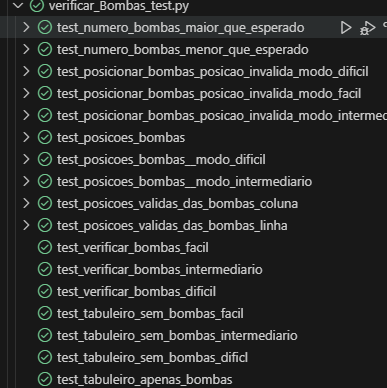 verificar_Bombas_test.py
test_numero_bombas_maior_que_esperado
test_numero_bombas_menor_que_esperado
test_posicionar_bombas_posicao_invalida_modo_dificil
test_posicionar_bombas_posicao_invalida_modo_facil
test_posicionar_bombas_posicao_invalida_modo_intermed
test_posicoes_bombas
test_posicoes_bombas__modo_dificil
test_posicoes_bombas__modo_intermediario
test_posicoes_validas_das_bombas_coluna
test_posicoes_validas_das_bombas_linha
test_verificar_bombas_facil
test_verificar_bombas_intermediario
test_verificar_bombas_dificil
test_tabuleiro_sem_bombas_facil
test_tabuleiro_sem_bombas_intermediario
test_tabuleiro_sem_bombas_dificl
test_tabuleiro_apenas_bombas